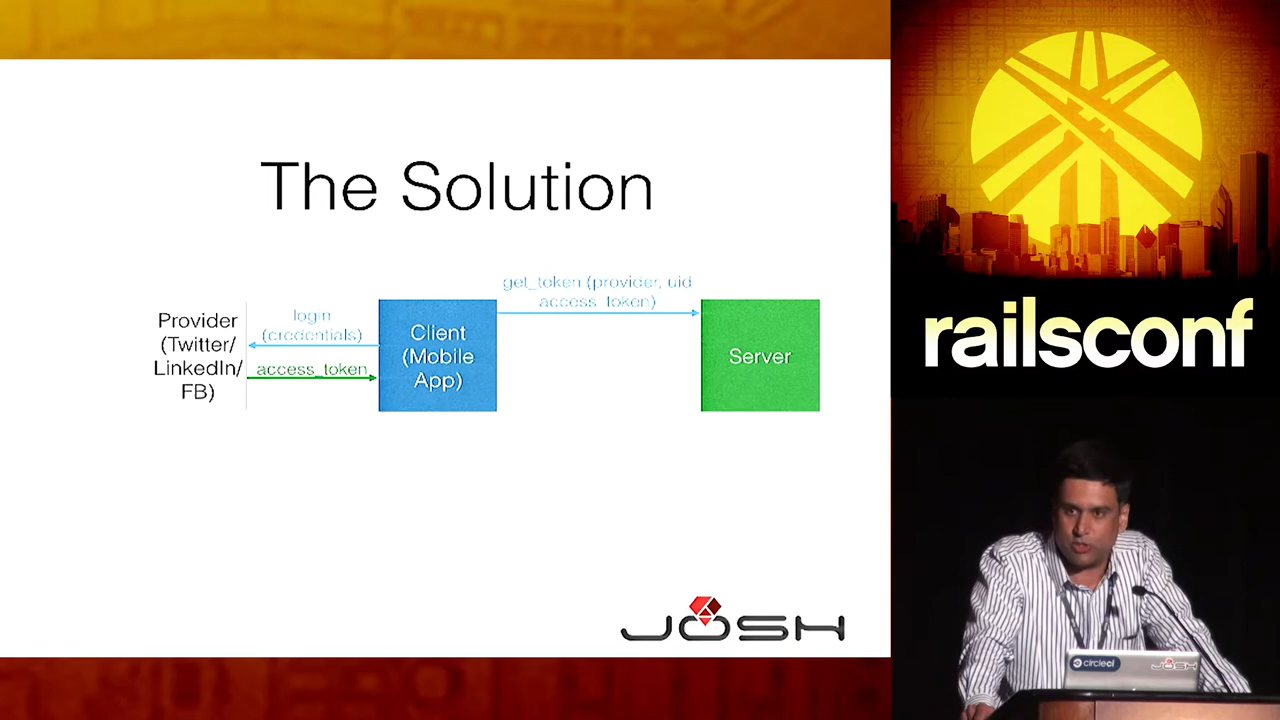 The Solution
get_token (provider, uid
access_token)
Provider
(Twitter/
LinkedIn/
FB)
login
(credentials)
access_token
Client
(Mobile
App)
Server
JOSH
railsconf
circleci
JOSH